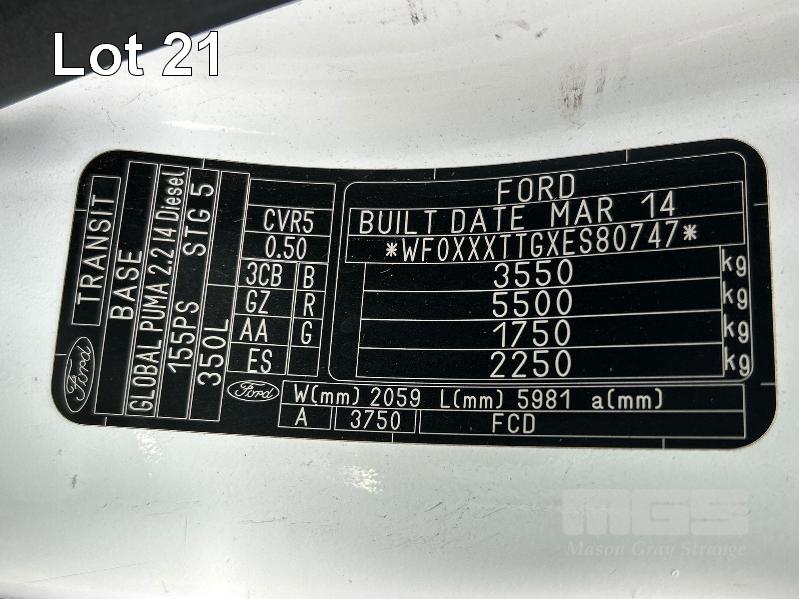 Lot 21
TRANSIT
BASE
GLOBAL PUMA 2.2 I4 Diesel
155PS STG 5
350L
Ford
CVR5
0.50
3CB B
GZ R
AA G
ES
FORD
BUILT DATE MAR 14
*WF0XXXTTGXES80747*
3550 kg
5500 kg
1750 kg
2250 kg
Ford
W(mm) 2059 L(mm) 5981 a(mm)
A 3750 FCD
MGS
Mason Gray Strange